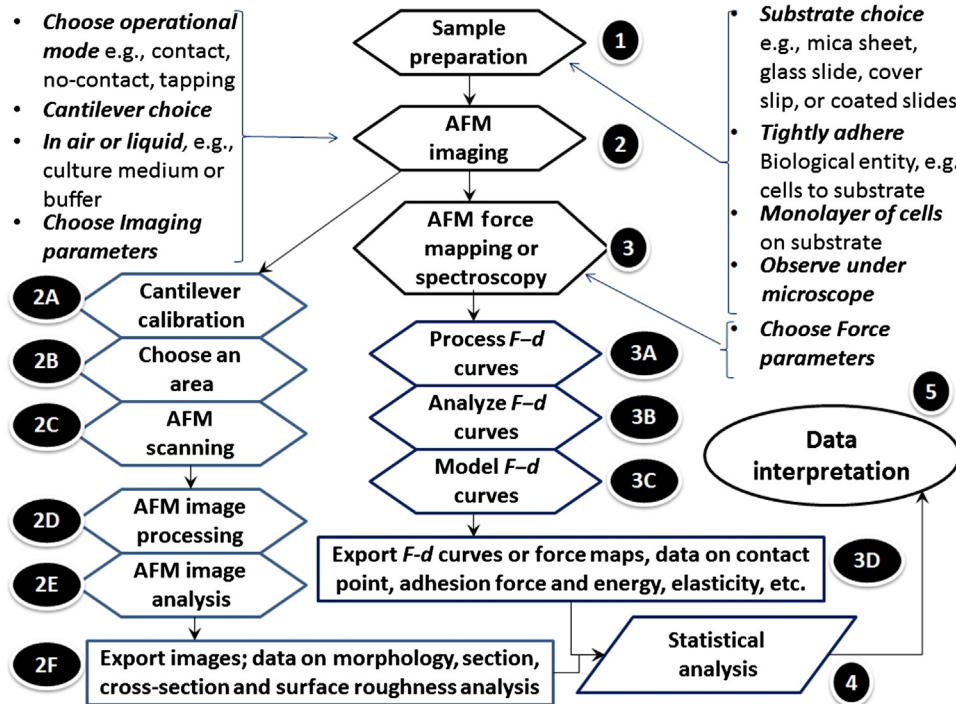 • Choose operational
mode e.g., contact,
no-contact, tapping
• Cantilever choice
• In air or liquid, e.g.,
culture medium or
buffer
• Choose Imaging
parameters
Sample
preparation
1
AFM
imaging
2
AFM force
mapping or
spectroscopy
3
• Substrate choice
e.g., mica sheet,
glass slide, cover
slip, or coated slides
• Tightly adhere
Biological entity, e.g.
cells to substrate
• Monolayer of cells
on substrate
• Observe under
microscope
• Choose Force
parameters
2A
Cantilever
calibration
2B
Choose an
area
2C
AFM
scanning
2D
AFM image
processing
2E
AFM image
analysis
2F
Export images; data on morphology, section,
cross-section and surface roughness analysis
Process F–d
curves
3A
Analyze F–d
curves
3B
Model F–d
curves
3C
Export F-d curves or force maps, data on contact
point, adhesion force and energy, elasticity, etc.
3D
Statistical
analysis
4
5
Data
interpretation